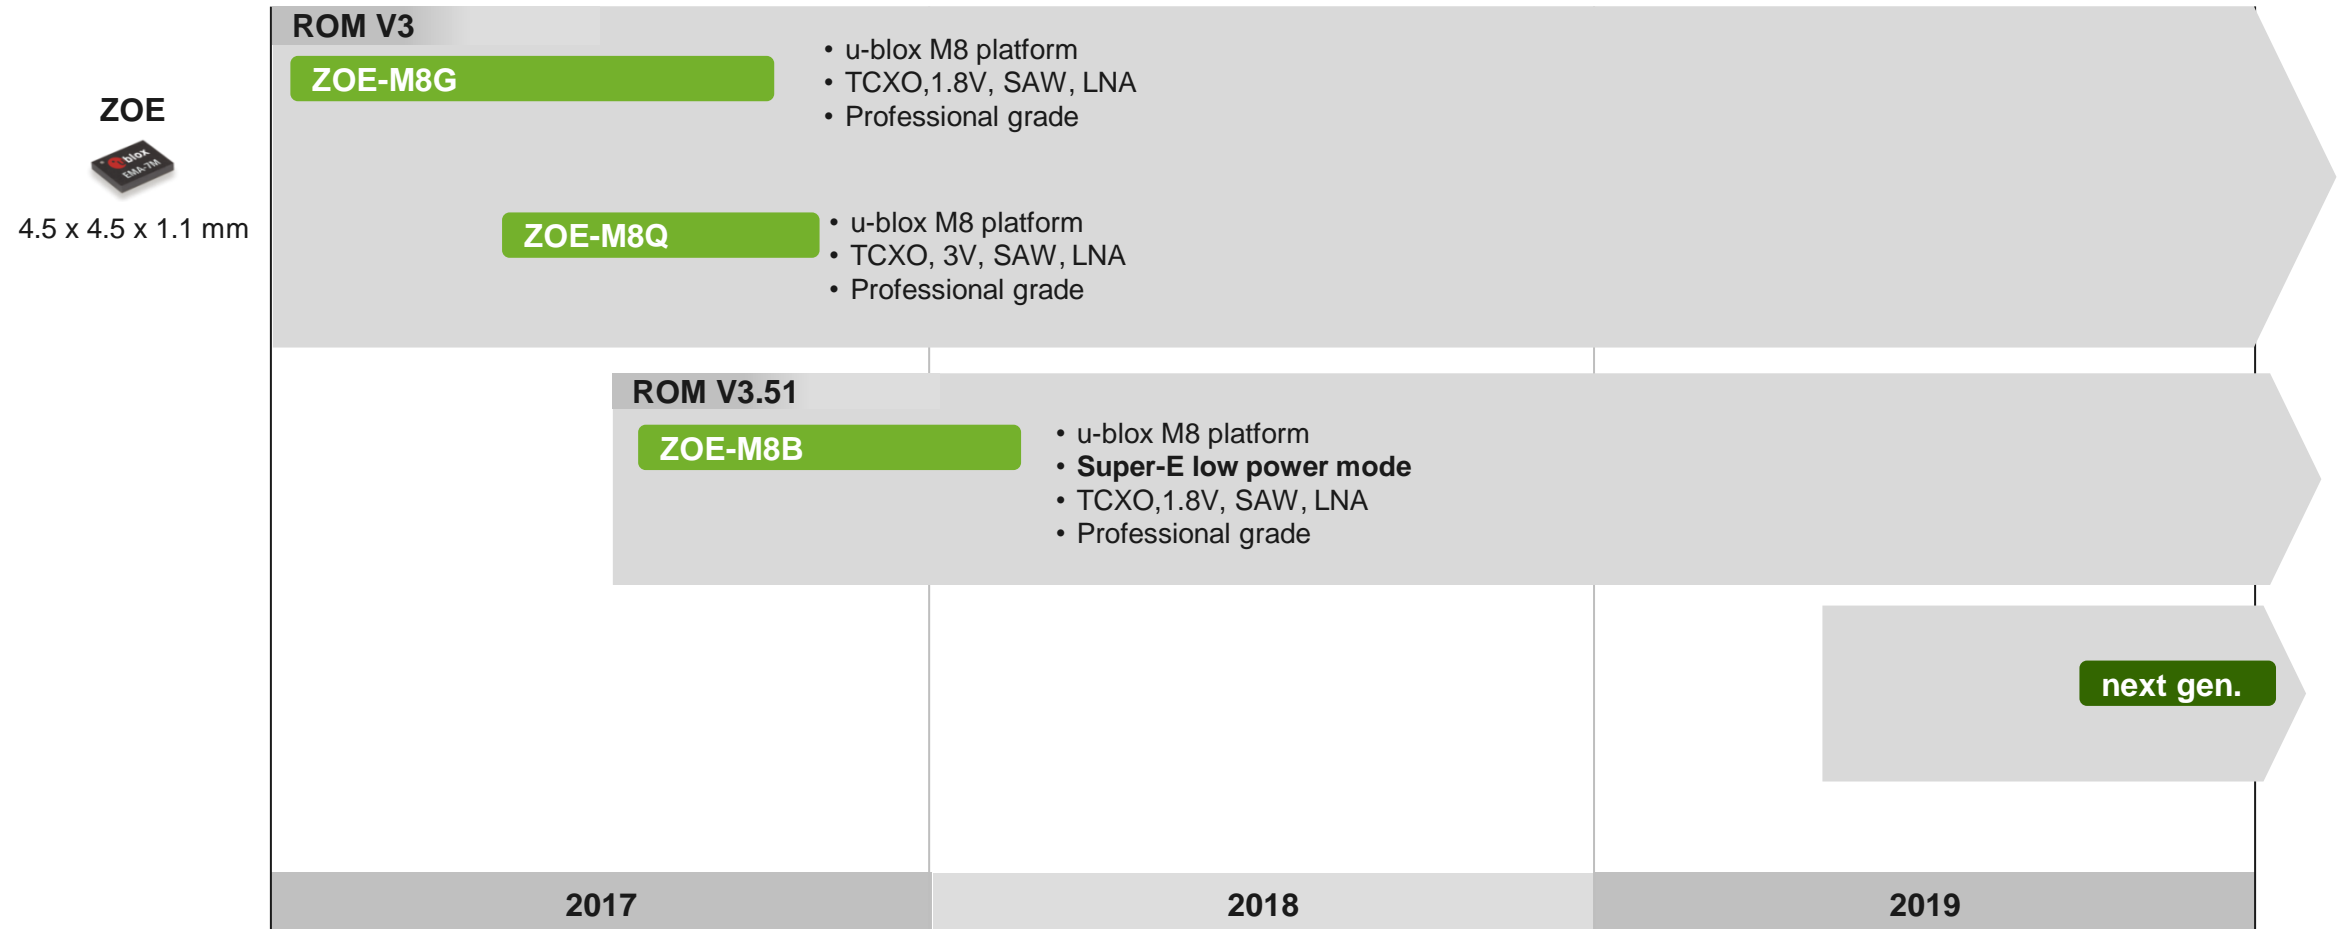 ROM V3
ZOE-M8G
• u-blox M8 platform
• TCXO,1.8V, SAW, LNA
• Professional grade
ZOE
blox
EMA-7M
4.5 x 4.5 x 1.1 mm
ZOE-M8Q
• u-blox M8 platform
• TCXO, 3V, SAW, LNA
• Professional grade
ROM V3.51
ZOE-M8B
• u-blox M8 platform
• Super-E low power mode
• TCXO,1.8V, SAW, LNA
• Professional grade
next gen.
2017
2018
2019